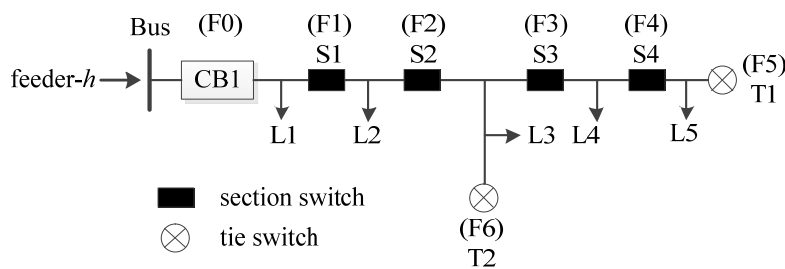 Bus (F0) (F1) (F2) (F3) (F4)
S1 S2 S3 S4 (F5)
feeder-h CB1 T1
L1 L2 L3 L4 L5
section switch (F6)
tie switch T2